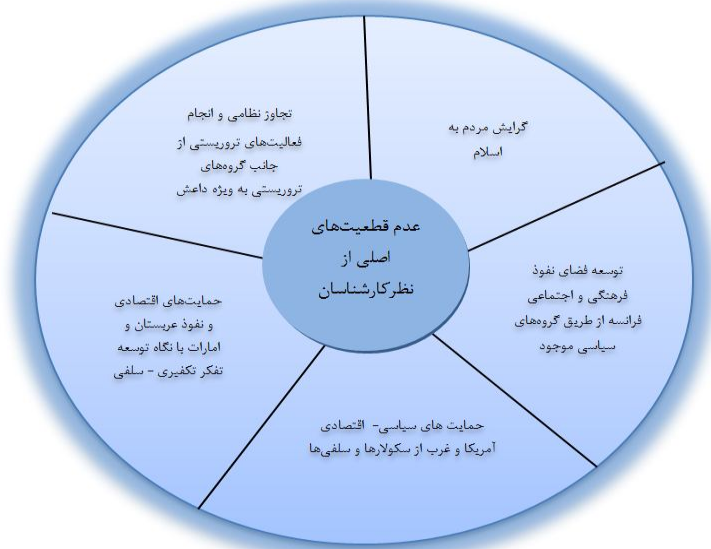 عدم قطعیت‌های
اصلی از
نظرکارشناسان
گرایش مردم به
اسلام
توسعه فضای نفوذ
فرهنگی و اجتماعی
فرانسه از طریق گروه‌های
سیاسی موجود
حمایت های سیاسی- اقتصادی
آمریکا و غرب از سکولارها و سلفی‌ها
حمایت‌های اقتصادی
و نفوذ عربستان و
امارات با نگاه توسعه
تفکر تکفیری - سلفی
تجاوز نظامی و انجام
فعالیت‌های تروریستی از
جانب گروه‌های
تروریستی به ویژه داعش